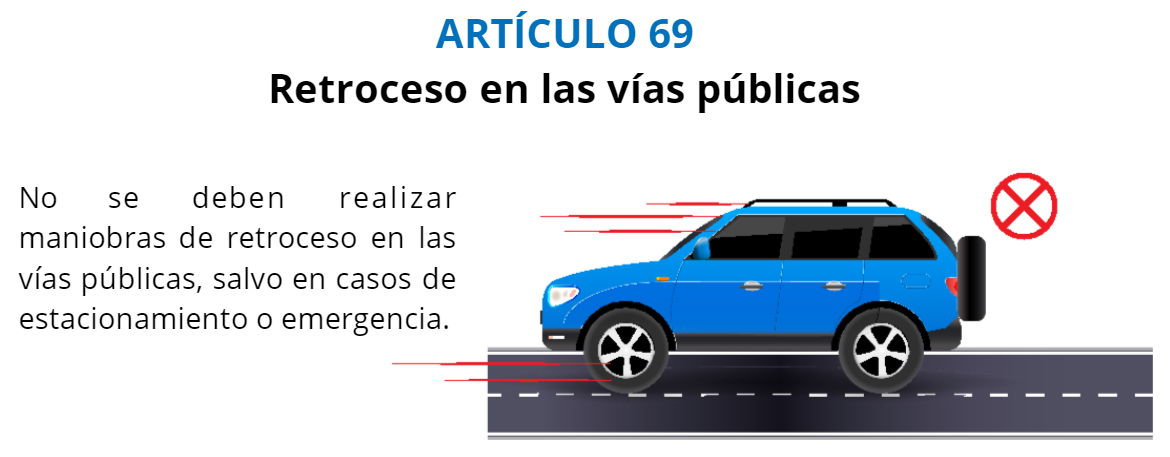 ARTÍCULO 69
Retroceso en las vías públicas
No se deben realizar
maniobras de retroceso en las
vías públicas, salvo en casos de
estacionamiento o emergencia.